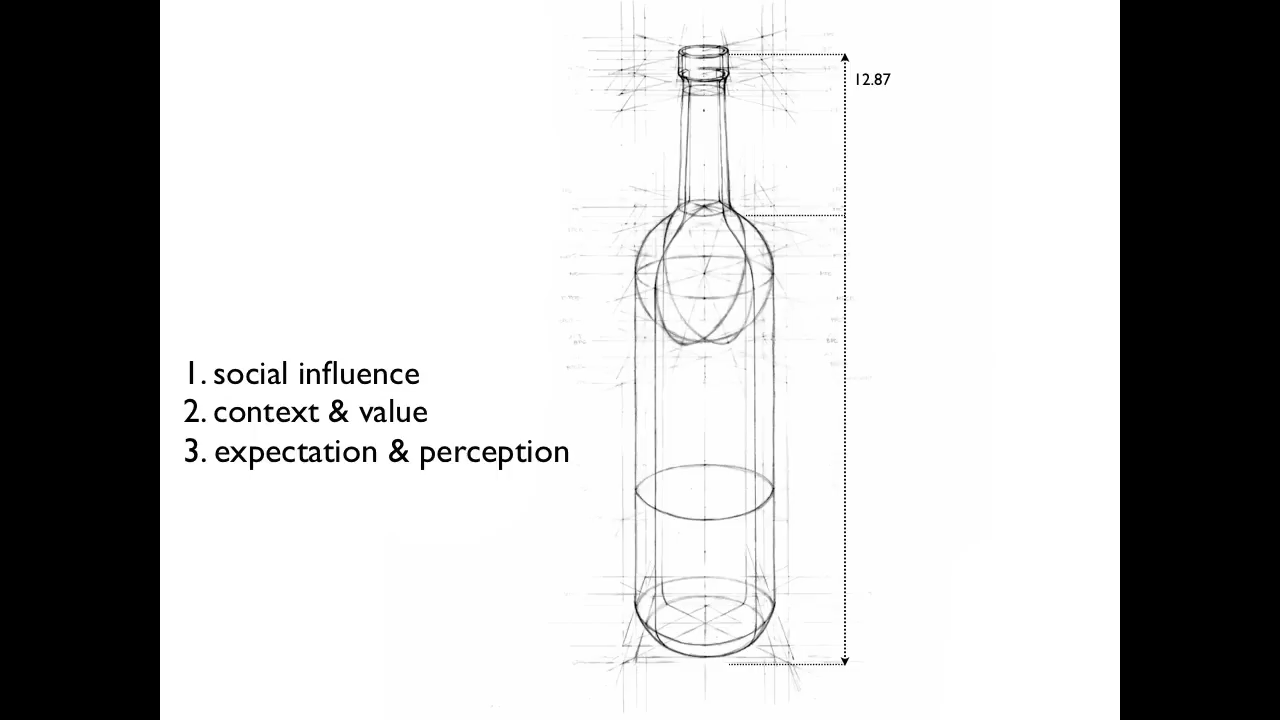 12.87
1. social influence
2. context & value
3. expectation & perception